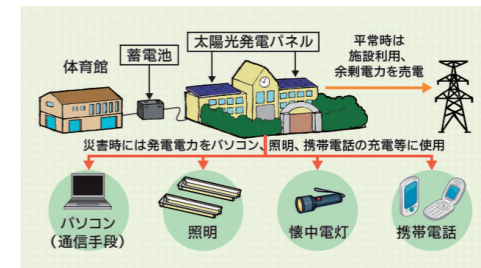 太陽光発電パネル
蓄電池
体育館
平常時は
施設利用、
余剰電力を売電
災害時には発電電力をパソコン、照明、携帯電話の充電等に使用
パソコン
（通信手段）
照明
懐中電灯
携帯電話